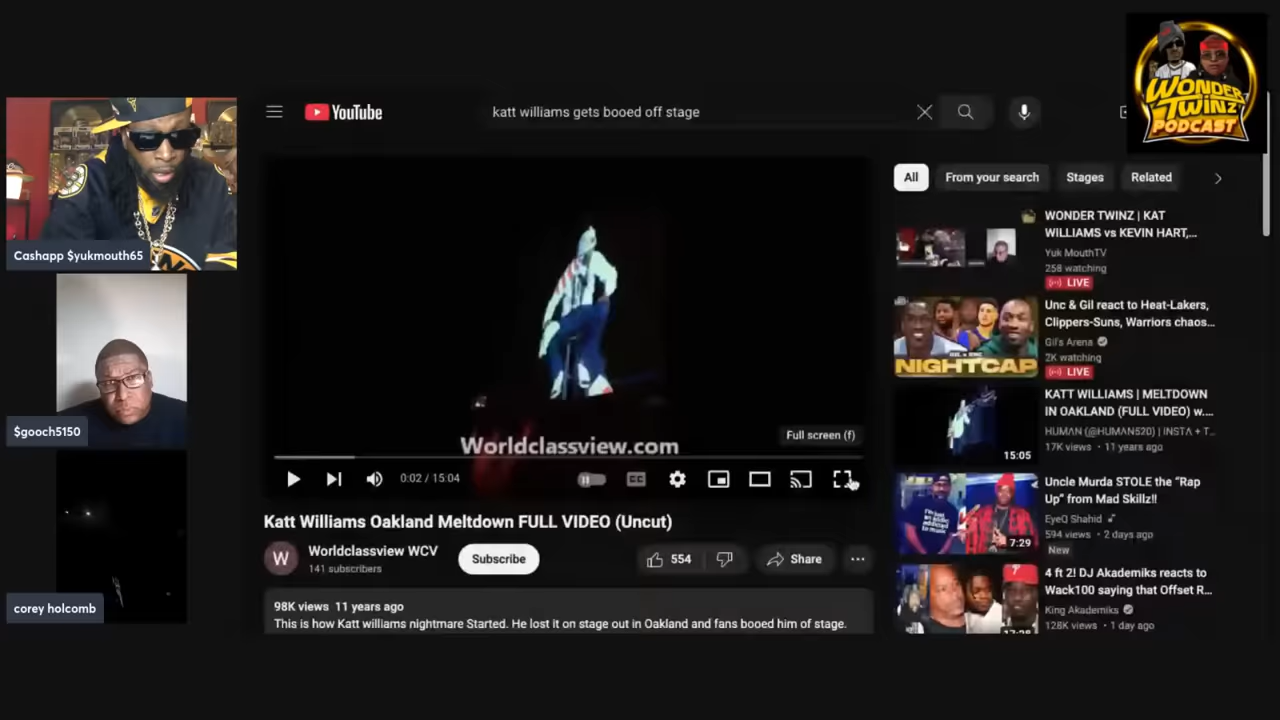 WONDER
TWINZ
PODCAST
YouTube
katt williams gets booed off stage
Cashapp $yukmouth65
$gooch5150
corey holcomb
Worldclassview.com
Full screen (f)
0:02 / 15:04
CC
Katt Williams Oakland Meltdown FULL VIDEO (Uncut)
W
Worldclassview WCV
141 subscribers
Subscribe
554
Share
98K views 11 years ago
This is how Katt williams nightmare Started. He lost it on stage out in Oakland and fans booed him of stage.
All
From your search
Stages
Related
WONDER TWINZ | KAT
WILLIAMS vs KEVIN HART,...
Yuk MouthTV
258 watching
LIVE
Unc & Gil react to Heat-Lakers,
Clippers-Suns, Warriors chaos...
Gil's Arena
2K watching
LIVE
NIGHTCAP
KATT WILLIAMS | MELTDOWN
IN OAKLAND (FULL VIDEO) w....
HUMΛN (@HUMΛN520) | INSTΛ + T...
17K views • 11 years ago
15:05
Uncle Murda STOLE the “Rap
Up” from Mad Skillz!!
EyeQ Shahid
594 views • 2 days ago
New
7:29
4 ft 2! DJ Akademiks reacts to
Wack100 saying that Offset R...
King Akademiks
128K views • 1 day ago